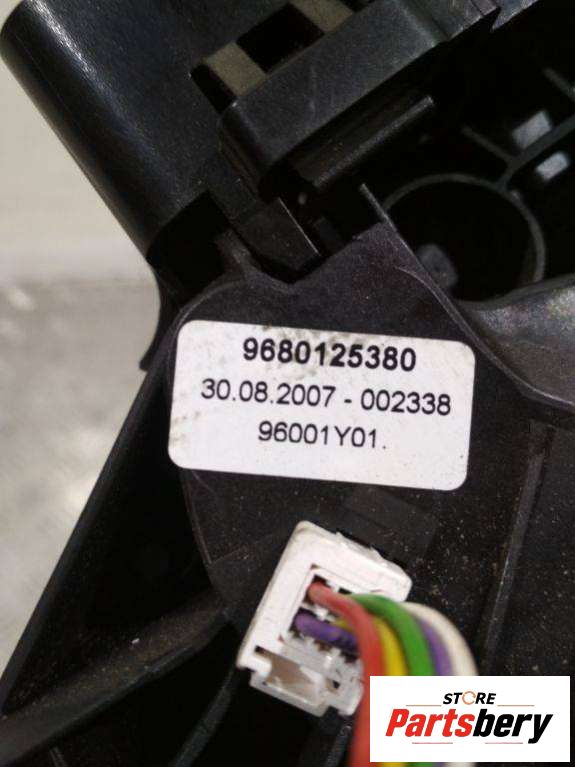 9680125380
30.08.2007 - 002338
96001Y01.
STORE
Partsbery